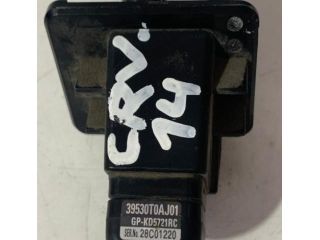 CRV.
14
39530T0AJ01
GP-KD5721RC
SER.No. 28C01220